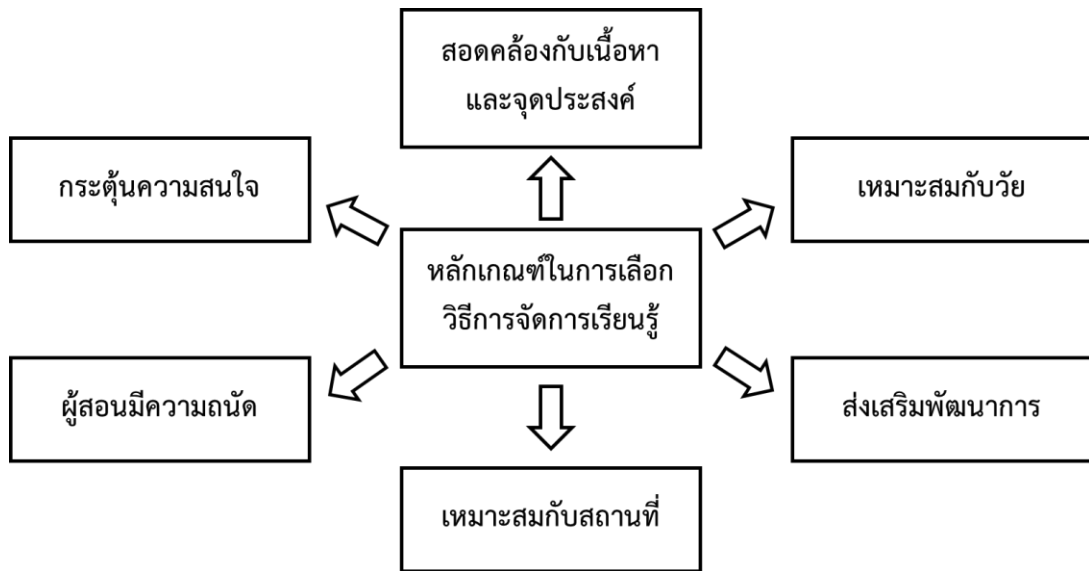 สอดคล้องกับเนื้อหา
และจุดประสงค์
กระตุ้นความสนใจ
เหมาะสมกับวัย
หลักเกณฑ์ในการเลือก
วิธีการจัดการเรียนรู้
ผู้สอนมีความถนัด
ส่งเสริมพัฒนาการ
เหมาะสมกับสถานที่